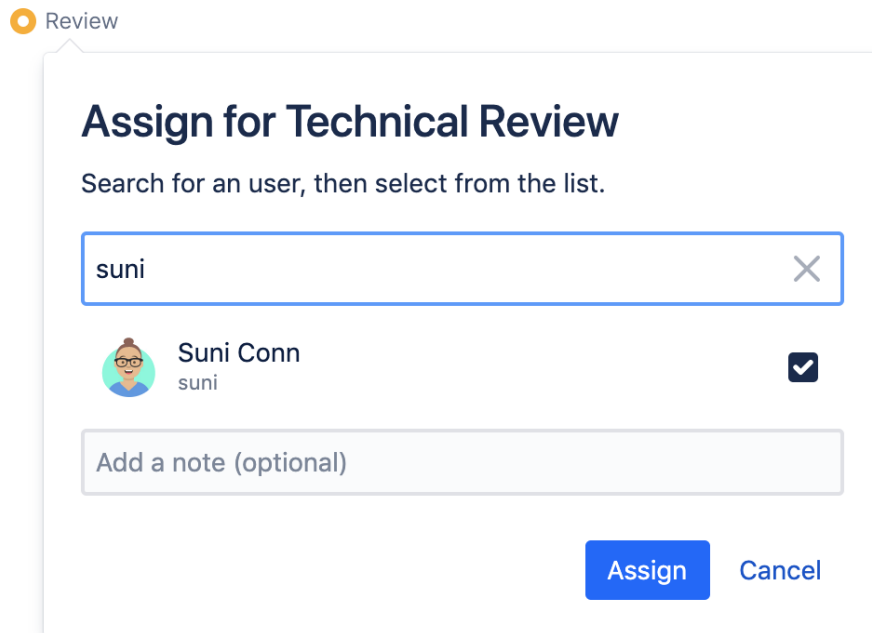 Review
Assign for Technical Review
Search for an user, then select from the list.
suni
Suni Conn
suni
Add a note (optional)
Assign Cancel